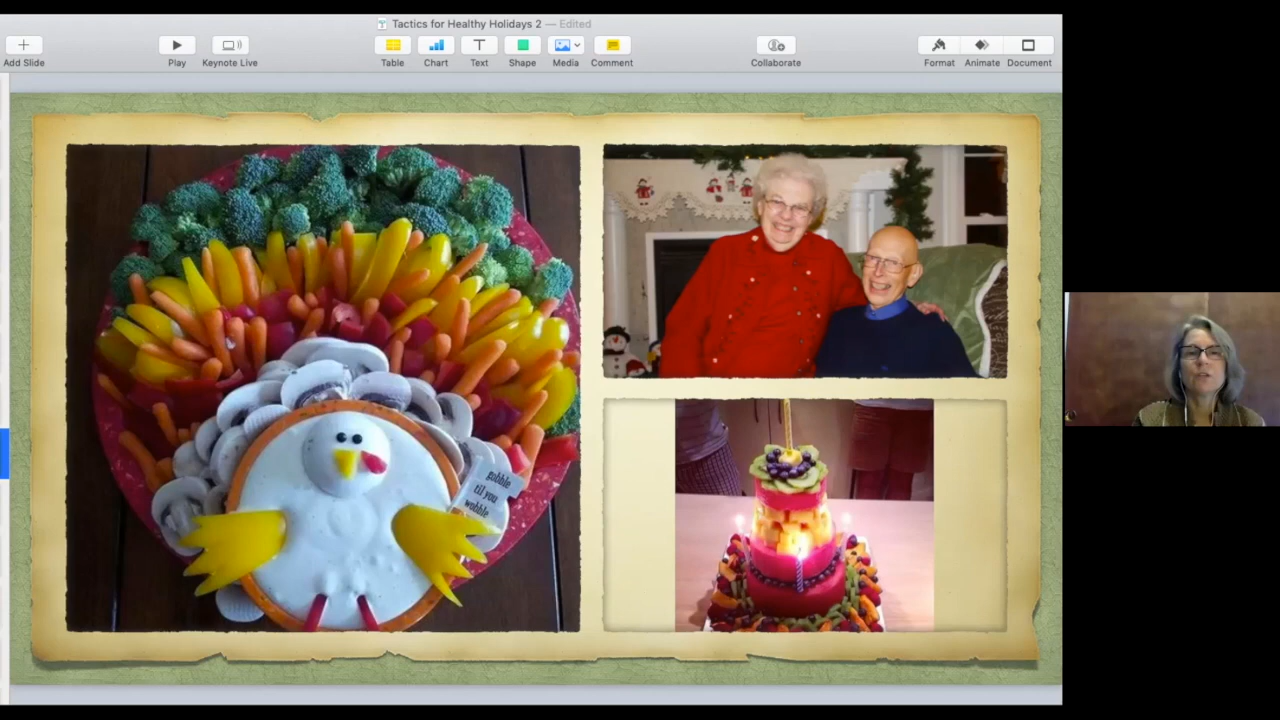 Tactics for Healthy Holidays 2 — Edited
Add Slide
Play
Keynote Live
Table
Chart
Text
Shape
Media
Comment
Collaborate
Format
Animate
Document
gobble
til you
wobble